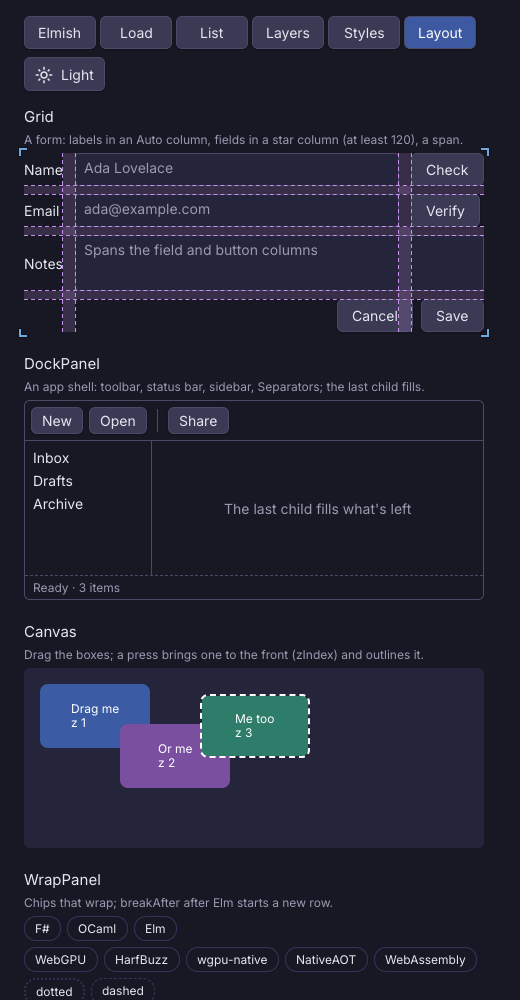 Elmish Load List Layers Styles Layout
Light
Grid
A form: labels in an Auto column, fields in a star column (at least 120), a span.
Name Ada Lovelace Check
Email ada@example.com Verify
Notes Spans the field and button columns
Cancel Save
DockPanel
An app shell: toolbar, status bar, sidebar, Separators; the last child fills.
New Open Share
Inbox
Drafts
Archive
The last child fills what's left
Ready · 3 items
Canvas
Drag the boxes; a press brings one to the front (zIndex) and outlines it.
Drag me
z 1
Me too
z 3
Or me
z 2
WrapPanel
Chips that wrap; breakAfter after Elm starts a new row.
F# OCaml Elm
WebGPU HarfBuzz wgpu-native NativeAOT WebAssembly
dotted dashed